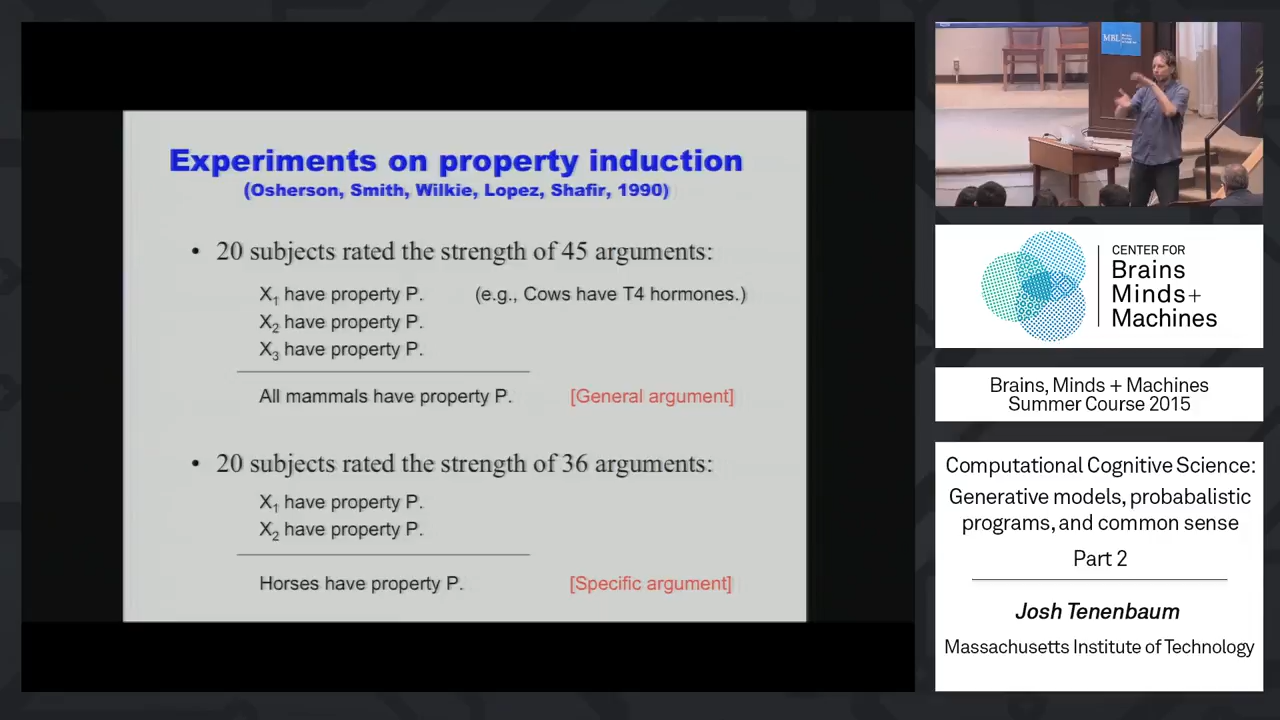 Experiments on property induction
(Osherson, Smith, Wilkie, Lopez, Shafir, 1990)
• 20 subjects rated the strength of 45 arguments:
X1 have property P. (e.g., Cows have T4 hormones.)
X2 have property P.
X3 have property P.
All mammals have property P. [General argument]
• 20 subjects rated the strength of 36 arguments:
X1 have property P.
X2 have property P.
Horses have property P. [Specific argument]
MBL
CENTER FOR
Brains
Minds+
Machines
Brains, Minds + Machines
Summer Course 2015
Computational Cognitive Science:
Generative models, probabalistic
programs, and common sense
Part 2
Josh Tenenbaum
Massachusetts Institute of Technology